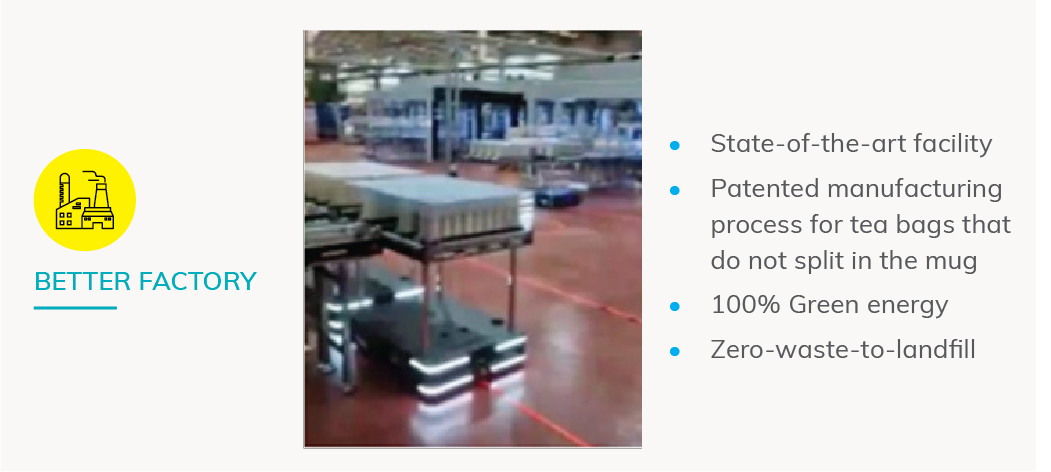 BETTER FACTORY
State-of-the-art facility
Patented manufacturing
process for tea bags that
do not split in the mug
100% Green energy
Zero-waste-to-landfill